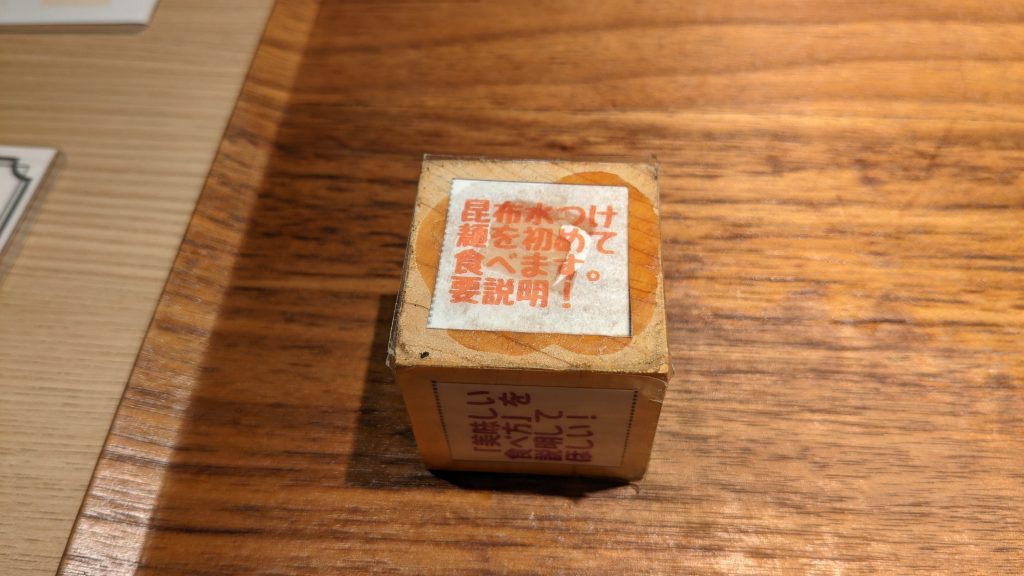 昆布水つけ
麺を初めて
食べます。
要説明！
「美味しい
食べ方」を
説明して
ほしい！